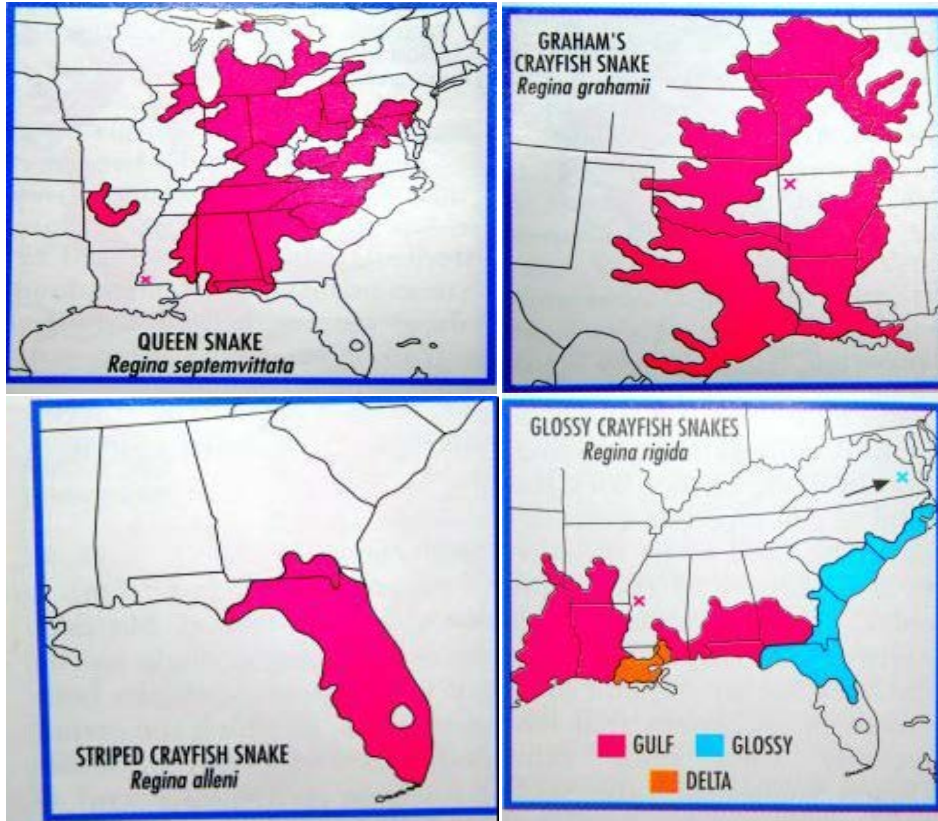 QUEEN SNAKE
Regina septemvittata
GRAHAM'S
CRAYFISH SNAKE
Regina grahamii
STRIPED CRAYFISH SNAKE
Regina alleni
GLOSSY CRAYFISH SNAKES
Regina rigida
GULF
GLOSSY
DELTA